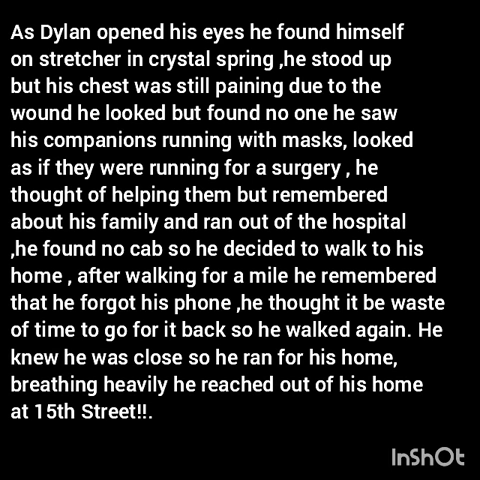 As Dylan opened his eyes he found himself
on stretcher in crystal spring ,he stood up
but his chest was still paining due to the
wound he looked but found no one he saw
his companions running with masks, looked
as if they were running for a surgery , he
thought of helping them but remembered
about his family and ran out of the hospital
,he found no cab so he decided to walk to his
home , after walking for a mile he remembered
that he forgot his phone ,he thought it be waste
of time to go for it back so he walked again. He
knew he was close so he ran for his home,
breathing heavily he reached out of his home
at 15th Street!!.
InShOt